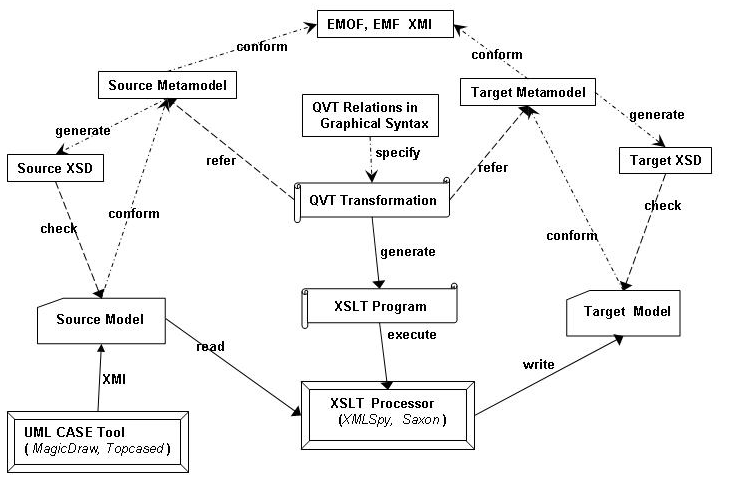 EMOF, EMF XMI
conform
conform
Source Metamodel
Target Metamodel
QVT Relations in
Graphical Syntax
generate
generate
specify
Source XSD
refer
refer
Target XSD
QVT Transformation
check
conform
check
conform
generate
Source Model
XSLT Program
Target Model
read
execute
write
XMI
XSLT Processor
(XMLSpy, Saxon)
UML CASE Tool
( MagicDraw, Topcased )